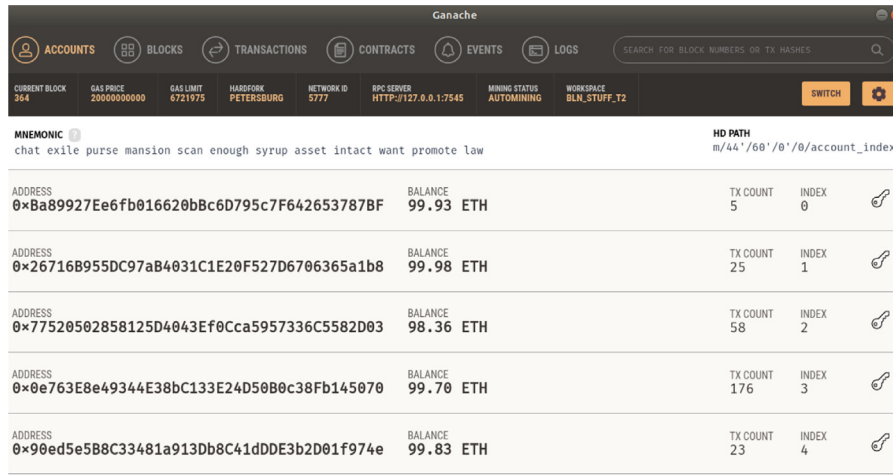 Ganache
ACCOUNTS BLOCKS TRANSACTIONS CONTRACTS EVENTS LOGS SEARCH FOR BLOCK NUMBERS OR TX HASHES
CURRENT BLOCK GAS PRICE GAS LIMIT HARDFORK NETWORK ID RPC SERVER MINING STATUS WORKSPACE
364 20000000000 6721975 PETERSBURG 5777 HTTP://127.0.0.1:7545 AUTOMINING BLN_STUFF_T2 SWITCH
MNEMONIC ? HD PATH
chat exile purse mansion scan enough syrup asset intact want promote law m/44'/60'/0'/0/account_index
ADDRESS BALANCE TX COUNT INDEX
0×Ba89927Ee6fb016620bBc6D795c7F642653787BF 99.93 ETH 5 0
ADDRESS BALANCE TX COUNT INDEX
0×26716B955DC97aB4031C1E20F527D6706365a1b8 99.98 ETH 25 1
ADDRESS BALANCE TX COUNT INDEX
0×77520502858125D4043Ef0Cca5957336C5582D03 98.36 ETH 58 2
ADDRESS BALANCE TX COUNT INDEX
0×0e763E8e49344E38bC133E24D50B0c38Fb145070 99.70 ETH 176 3
ADDRESS BALANCE TX COUNT INDEX
0×90ed5e5B8C33481a913Db8C41dDDE3b2D01f974e 99.83 ETH 23 4